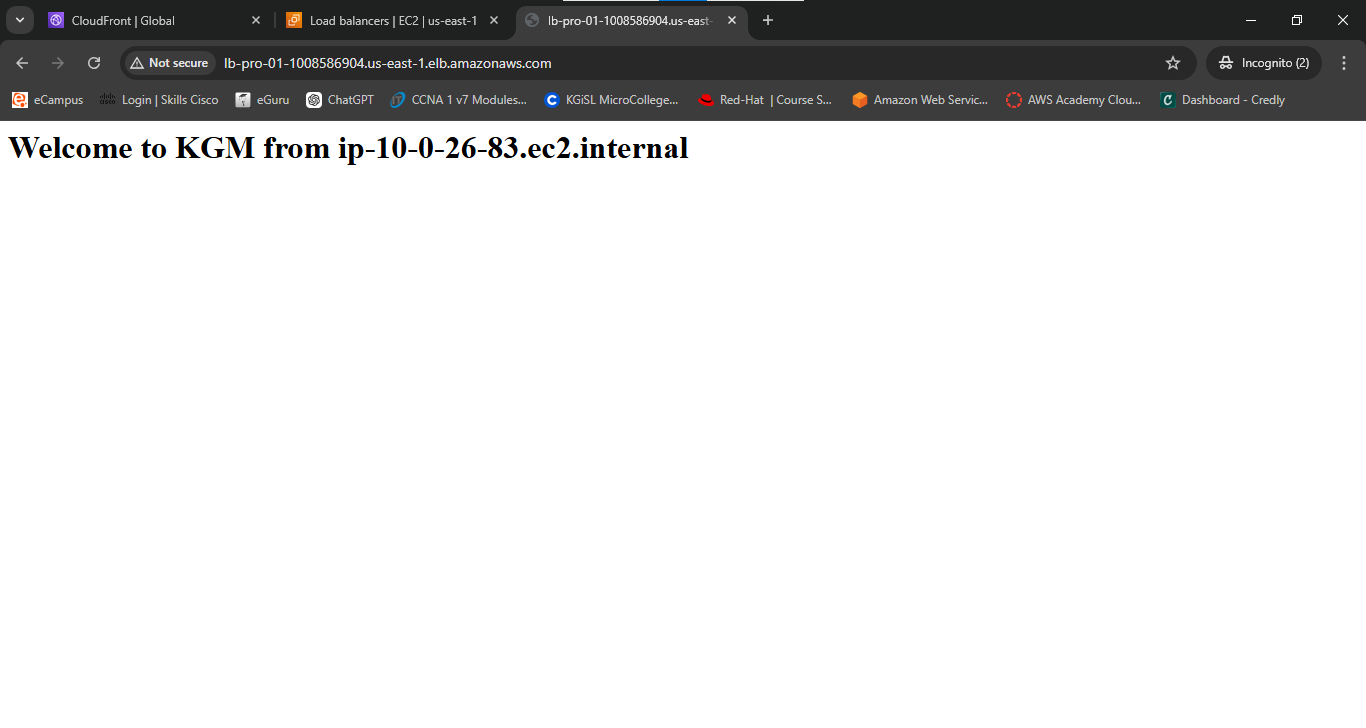 CloudFront | Global
Load balancers | EC2 | us-east-1
lb-pro-01-1008586904.us-east-
Not secure
lb-pro-01-1008586904.us-east-1.elb.amazonaws.com
Incognito (2)
eCampus
cisco
Login | Skills Cisco
eGuru
ChatGPT
CCNA 1 v7 Modules...
KGiSL MicroCollege...
Red-Hat | Course S...
Amazon Web Servic...
AWS Academy Clou...
Dashboard - Credly
Welcome to KGM from ip-10-0-26-83.ec2.internal